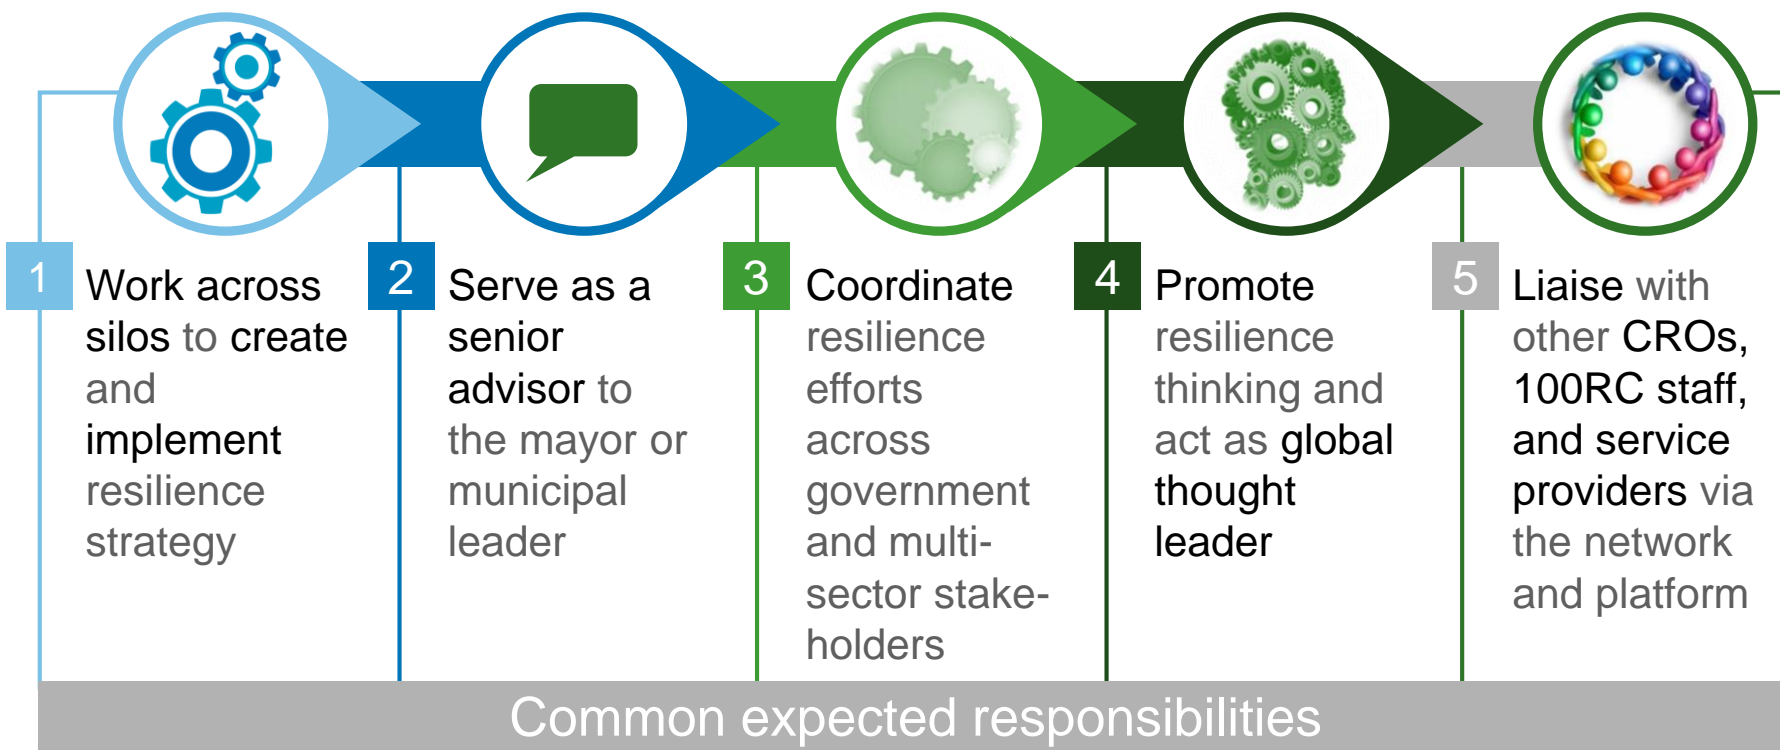 1
Work across
silos to create
and
implement
resilience
strategy
2
Serve as a
senior
advisor to
the mayor or
municipal
leader
3
Coordinate
resilience
efforts
across
government
and multi-
sector stake-
holders
4
Promote
resilience
thinking and
act as global
thought
leader
5
Liaise with
other CROs,
100RC staff,
and service
providers via
the network
and platform
Common expected responsibilities